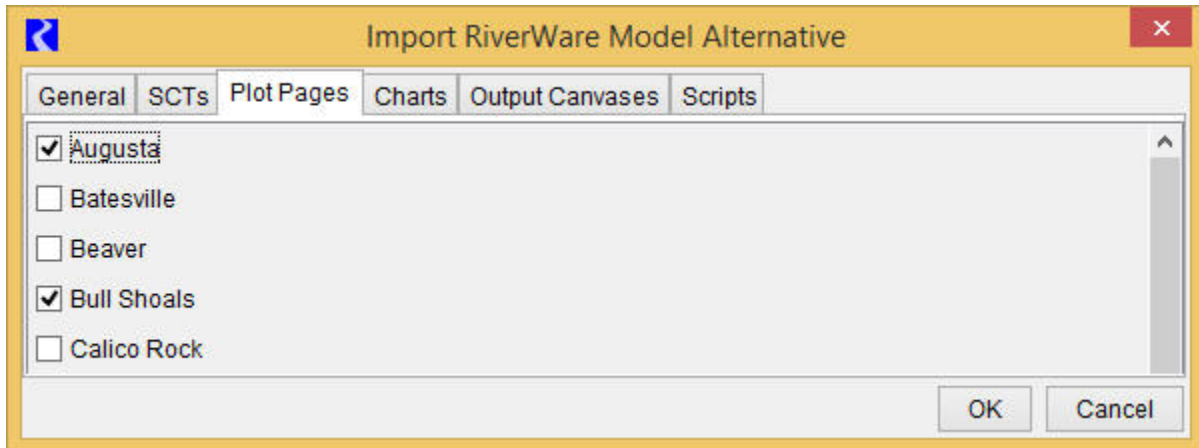 Import RiverWare Model Alternative
General SCTs Plot Pages Charts Output Canvases Scripts
Augusta
Batesville
Beaver
Bull Shoals
Calico Rock
OK Cancel